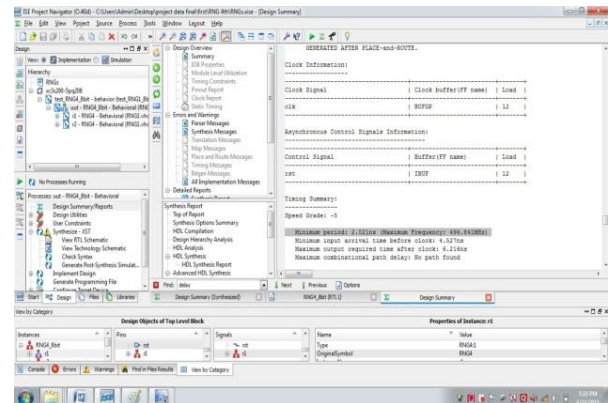 ISE Project Navigator (O.40d) - C:\Users\Admin\Desktop\project data final\first\RNG 4th\RNGs.xise - [Design Summary]
File Edit View Project Source Process Tools Window Layout Help
Design
View: Implementation Simulation
Hierarchy
RNGs
xc3s200-5pq208
No Processes Running
Processes: uut - RNG4_8bit - Behavioral
Design Summary/Reports
Design Utilities
User Constraints
Synthesize - XST
View RTL Schematic
View Technology Schematic
Check Syntax
Generate Post-Synthesis Simulat...
Implement Design
Generate Programming File
Start Design Files Libraries
Design Overview
Summary
IOB Properties
Module Level Utilization
Timing Constraints
Pinout Report
Clock Report
Static Timing
Errors and Warnings
Parser Messages
Synthesis Messages
Translation Messages
Map Messages
Place and Route Messages
Timing Messages
Bitgen Messages
All Implementation Messages
Detailed Reports
Synthesis Report
Top of Report
Synthesis Options Summary
HDL Compilation
Design Hierarchy Analysis
HDL Analysis
HDL Synthesis
HDL Synthesis Report
Advanced HDL Synthesis
GENERATED AFTER PLACE-and-ROUTE.
Clock Information:
Clock Signal | Clock buffer(FF name) | Load |
clk | BUFGP | 12 |
Asynchronous Control Signals Information:
Control Signal | Buffer(FF name) | Load |
rst | IBUF | 12 |
Timing Summary:
Speed Grade: -5
Minimum period: 2.021ns (Maximum Frequency: 494.841MHz)
Minimum input arrival time before clock: 4.527ns
Maximum output required time after clock: 6.216ns
Maximum combinational path delay: No path found
Find: delay Next Previous Options
Design Summary (Synthesized) RNG4_8bit (RTL1) Design Summary
View by Category
Design Objects of Top Level Block Properties of Instance: r1
Instances Pins Signals Name Value
RNG4_8bit rst rst Type RNG4:1
r1 r1 r1 OriginalSymbol RNG4
Console Errors Warnings Find in Files Results View by Category